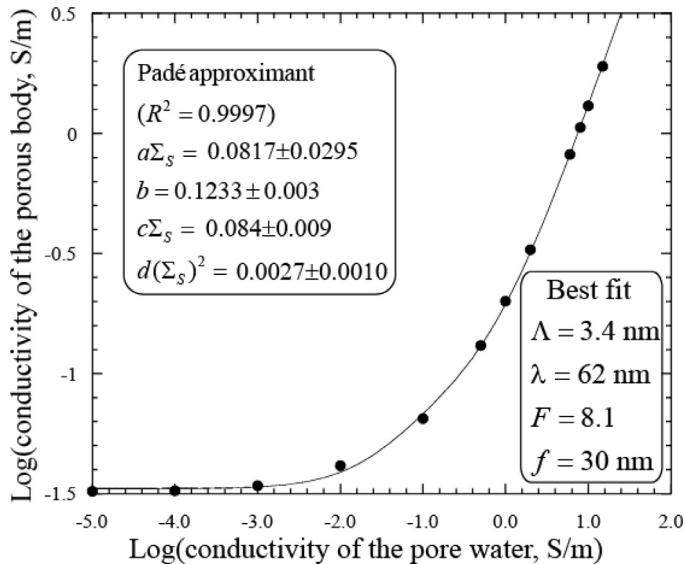 Log(conductivity of the porous body, S/m)
0.5
0
-0.5
-1
-1.5
Padé approximant
(R² = 0.9997)
aΣₛ = 0.0817±0.0295
b = 0.1233 ± 0.003
cΣₛ = 0.084±0.009
d(Σₛ)² = 0.0027±0.0010
Best fit
Λ = 3.4 nm
λ = 62 nm
F = 8.1
f = 30 nm
-5.0 -4.0 -3.0 -2.0 -1.0 0.0 1.0 2.0
Log(conductivity of the pore water, S/m)